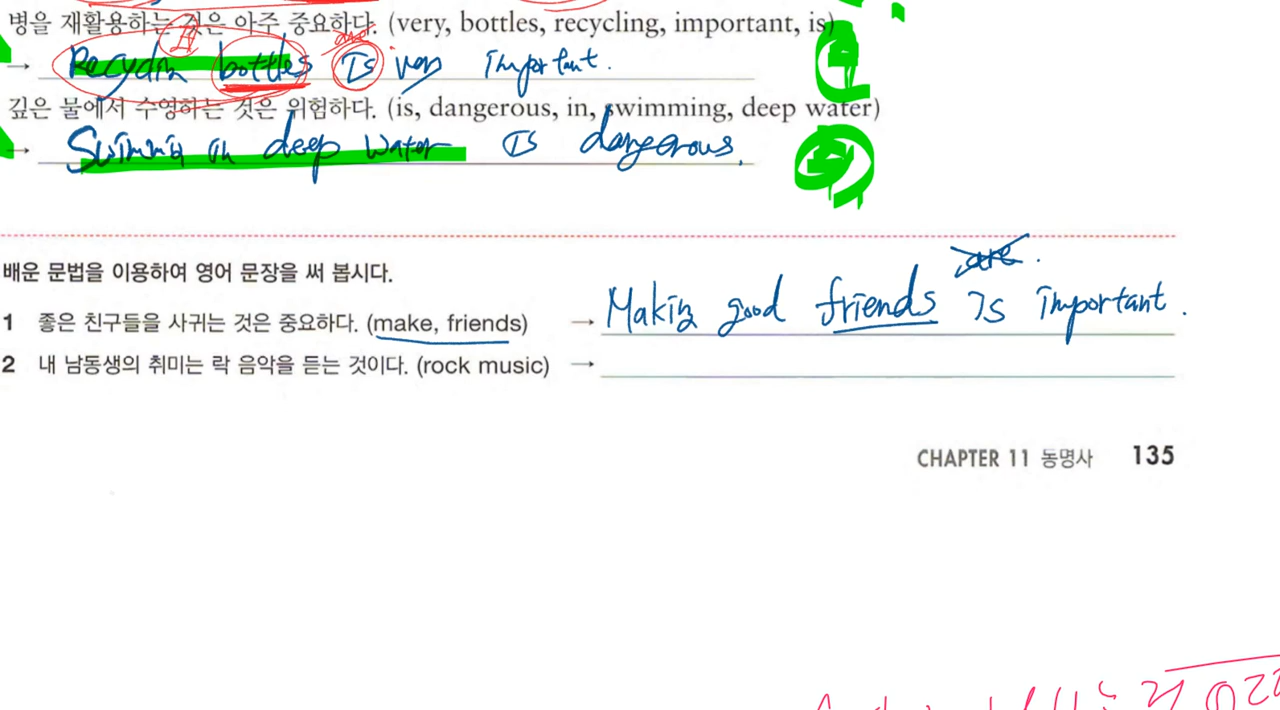 병을 재활용하는 것은 아주 중요하다. (very, bottles, recycling, important, is)
→ Recyclin bottles is very important.
깊은 물에서 수영하는 것은 위험하다. (is, dangerous, in, swimming, deep water)
→ Swimming in deep water is dangerous.
배운 문법을 이용하여 영어 문장을 써 봅시다.
are.
1 좋은 친구들을 사귀는 것은 중요하다. (make, friends) → Making good friends is important.
2 내 남동생의 취미는 락 음악을 듣는 것이다. (rock music) →
CHAPTER 11 동명사 135